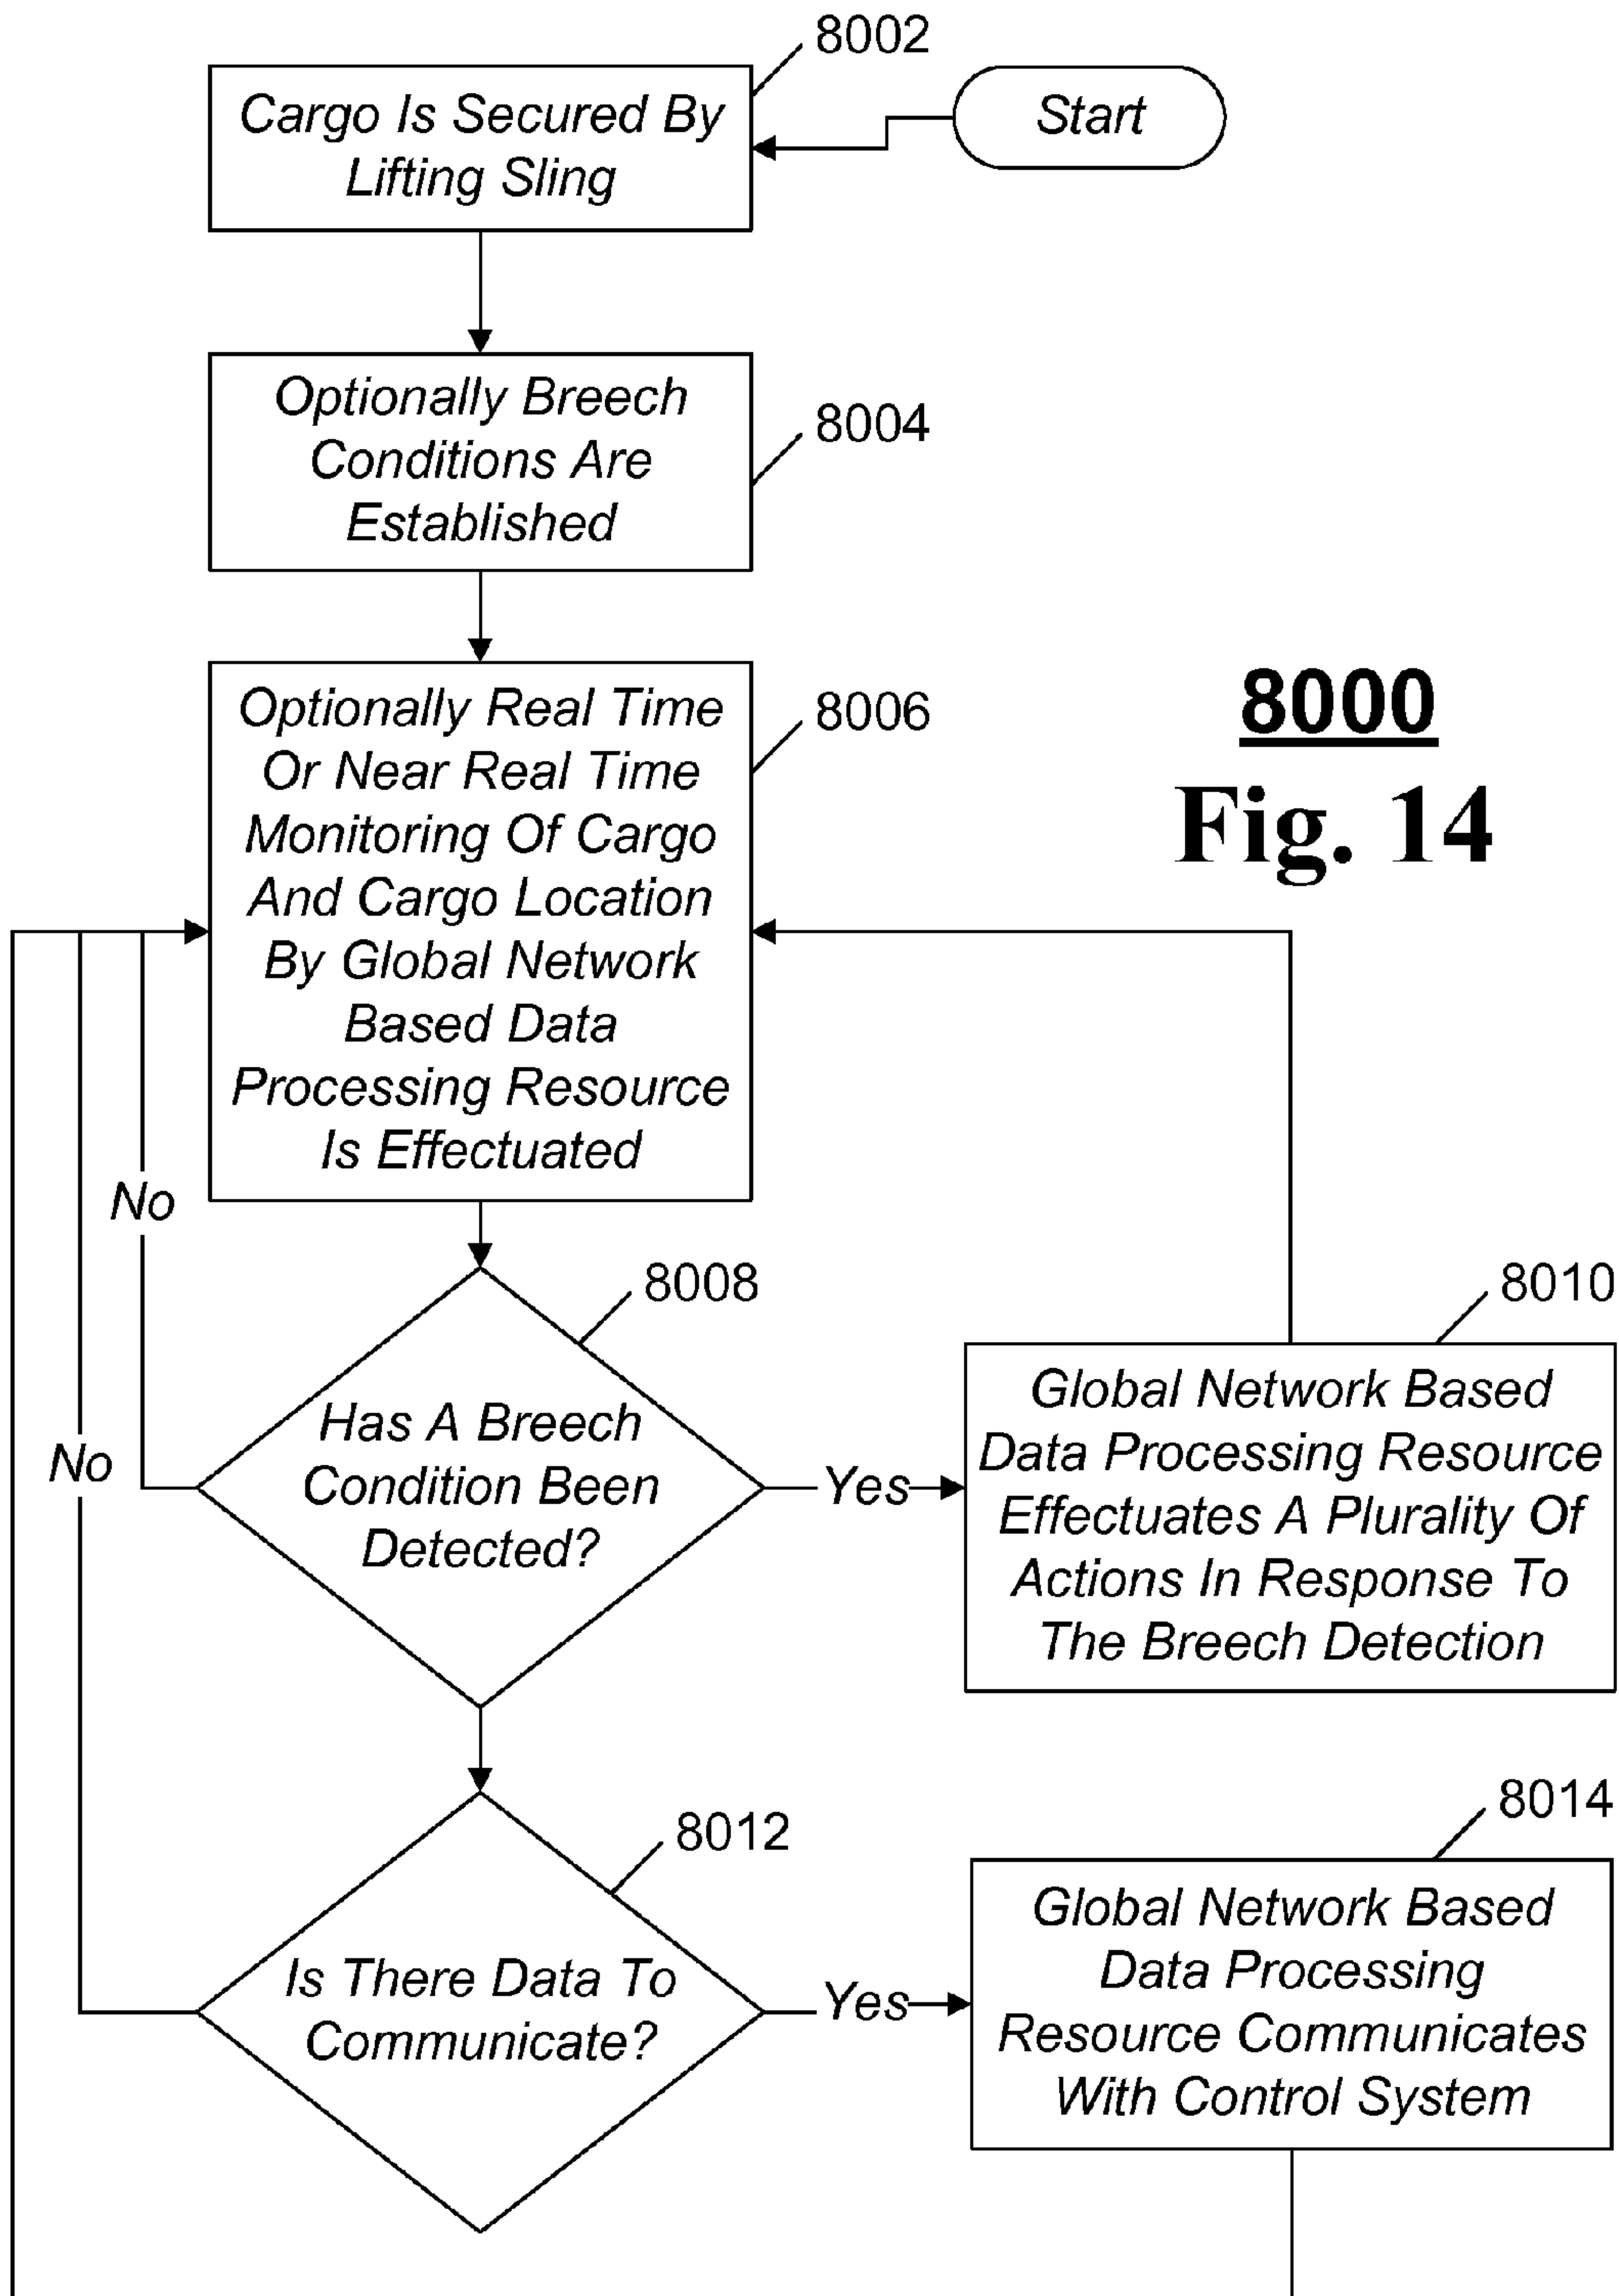 8002
Cargo Is Secured By
Lifting Sling
Start
Optionally Breech
Conditions Are
Established
8004
Optionally Real Time
Or Near Real Time
Monitoring Of Cargo
And Cargo Location
By Global Network
Based Data
Processing Resource
Is Effectuated
8006
8000
Fig. 14
No
8008
Has A Breech
Condition Been
Detected?
Yes
8010
Global Network Based
Data Processing Resource
Effectuates A Plurality Of
Actions In Response To
The Breech Detection
No
8012
Is There Data To
Communicate?
Yes
8014
Global Network Based
Data Processing
Resource Communicates
With Control System